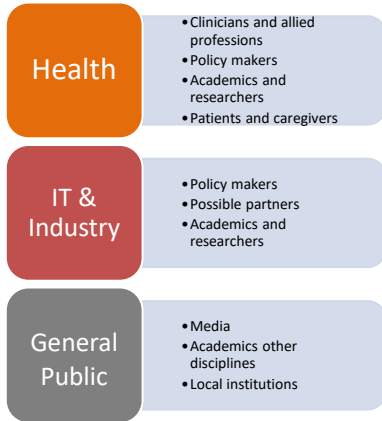 Health
• Clinicians and allied
professions
• Policy makers
• Academics and
researchers
• Patients and caregivers
IT &
Industry
• Policy makers
• Possible partners
• Academics and
researchers
General
Public
• Media
• Academics other
disciplines
• Local institutions